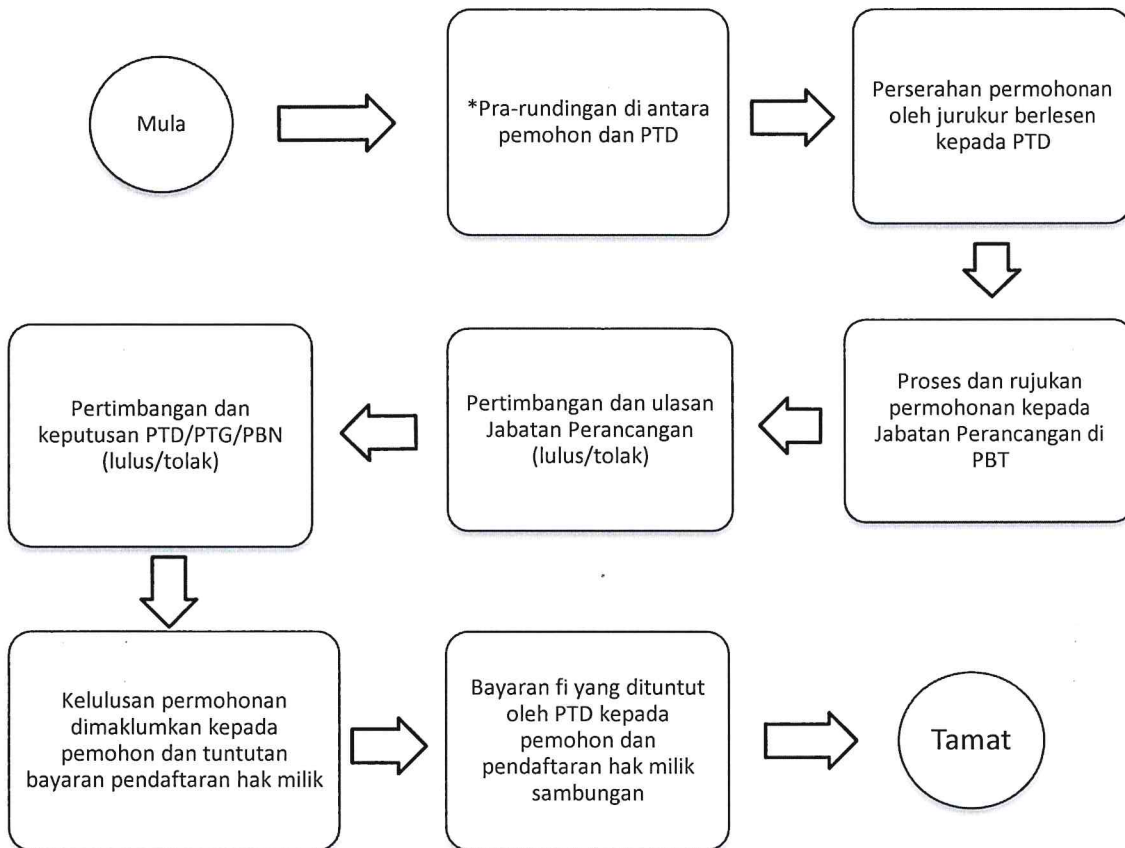 Mula
*Pra-rundingan di antara
pemohon dan PTD
Perserahan permohonan
oleh jurukur berlesen
kepada PTD
Proses dan rujukan
permohonan kepada
Jabatan Perancangan di
PBT
Pertimbangan dan ulasan
Jabatan Perancangan
(lulus/tolak)
Pertimbangan dan
keputusan PTD/PTG/PBN
(lulus/tolak)
Kelulusan permohonan
dimaklumkan kepada
pemohon dan tuntutan
bayaran pendaftaran hak milik
Bayaran fi yang dituntut
oleh PTD kepada
pemohon dan
pendaftaran hak milik
sambungan
Tamat